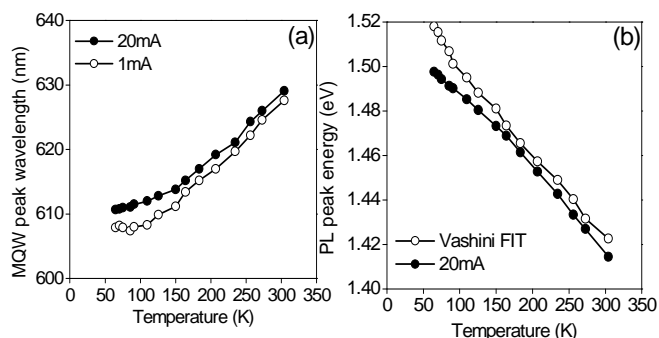 640
630
620
610
600
MQW peak wavelength (nm)
(a)
20mA
1mA
0 50 100 150 200 250 300 350
Temperature (K)
1.52
1.50
1.48
1.46
1.44
1.42
1.40
PL peak energy (eV)
(b)
Vashini FIT
20mA
0 50 100 150 200 250 300 350
Temperature (K)